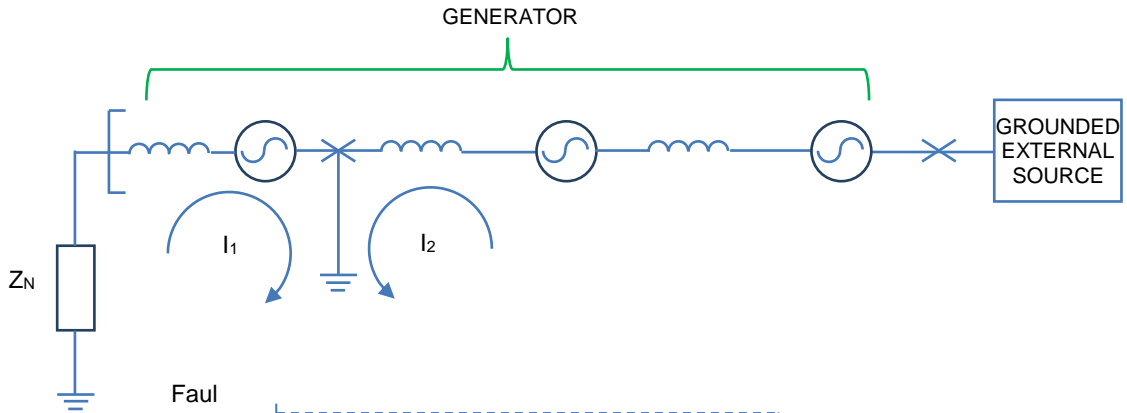 GENERATOR
GROUNDED
EXTERNAL
SOURCE
I1
I2
ZN
Faul